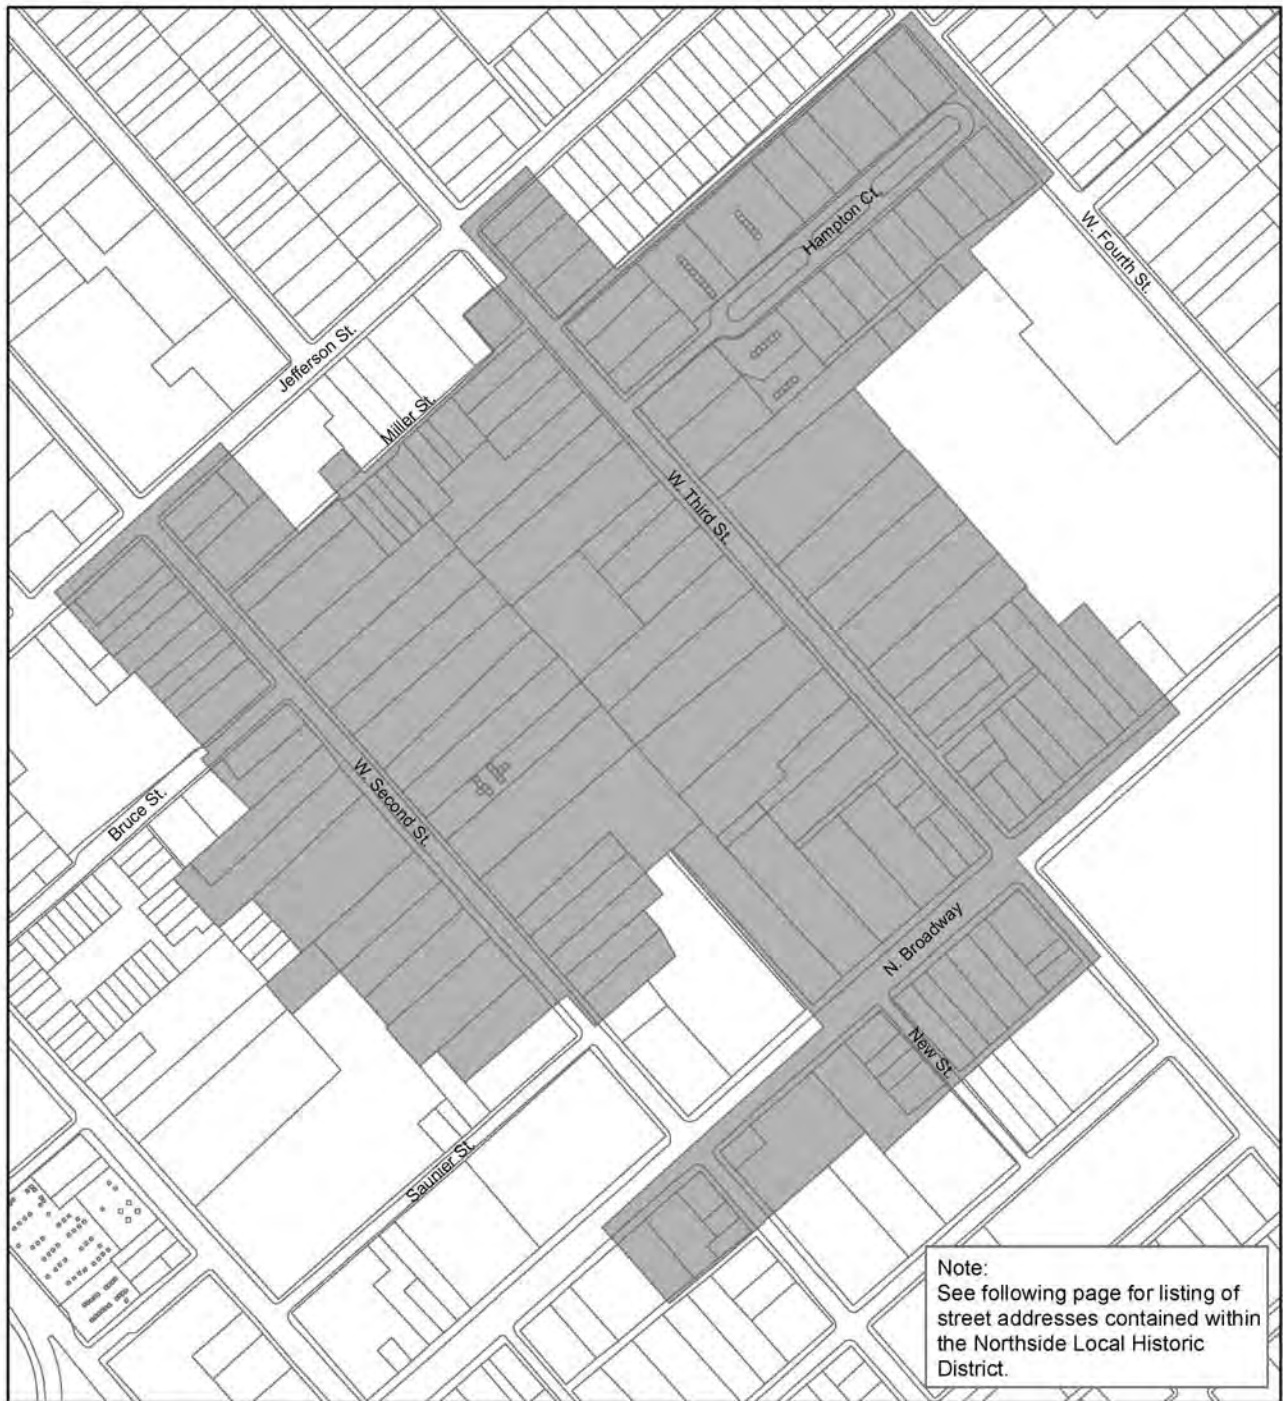 Hampton Ct.
W. Fourth St.
Jefferson St.
Miller St.
W. Third St.
W. Second St.
Bruce St.
N. Broadway
New St.
Saunier St.
Note:
See following page for listing of
street addresses contained within
the Northside Local Historic
District.